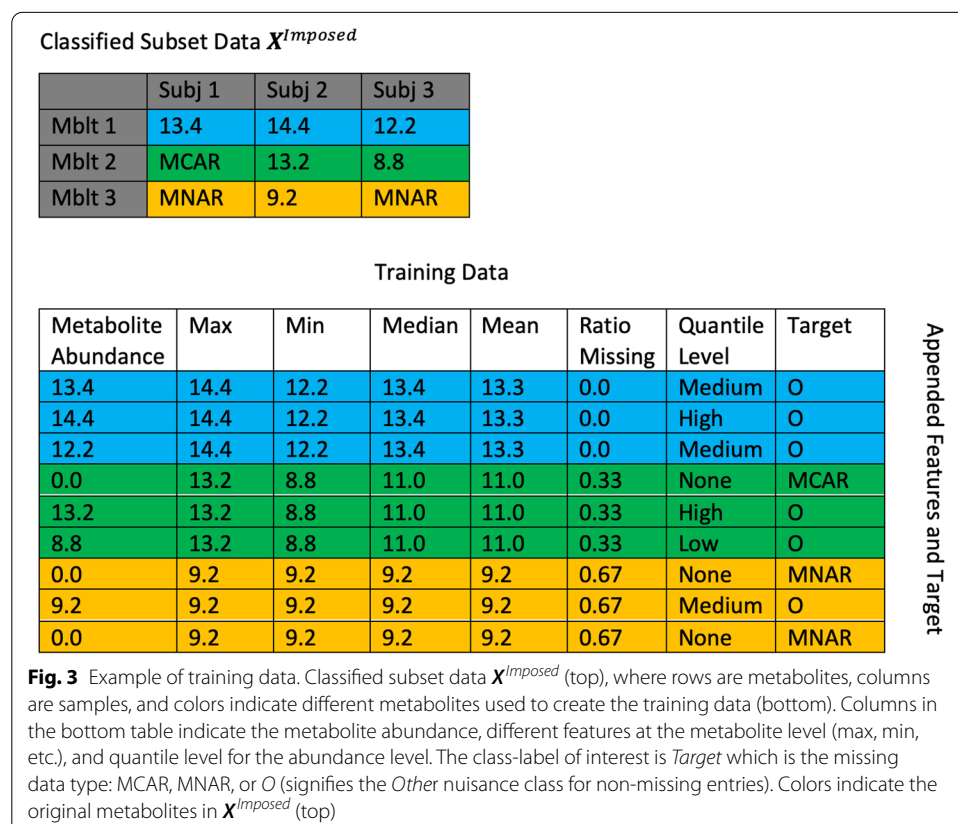 Classified Subset Data X^Imposed
Subj 1 Subj 2 Subj 3
Mblt 1 13.4 14.4 12.2
Mblt 2 MCAR 13.2 8.8
Mblt 3 MNAR 9.2 MNAR
Training Data
Metabolite Abundance Max Min Median Mean Ratio Missing Quantile Level Target
13.4 14.4 12.2 13.4 13.3 0.0 Medium O
14.4 14.4 12.2 13.4 13.3 0.0 High O
12.2 14.4 12.2 13.4 13.3 0.0 Medium O
0.0 13.2 8.8 11.0 11.0 0.33 None MCAR
13.2 13.2 8.8 11.0 11.0 0.33 High O
8.8 13.2 8.8 11.0 11.0 0.33 Low O
0.0 9.2 9.2 9.2 9.2 0.67 None MNAR
9.2 9.2 9.2 9.2 9.2 0.67 Medium O
0.0 9.2 9.2 9.2 9.2 0.67 None MNAR
Appended Features and Target
Fig. 3 Example of training data. Classified subset data X^Imposed (top), where rows are metabolites, columns
are samples, and colors indicate different metabolites used to create the training data (bottom). Columns in
the bottom table indicate the metabolite abundance, different features at the metabolite level (max, min,
etc.), and quantile level for the abundance level. The class-label of interest is Target which is the missing
data type: MCAR, MNAR, or O (signifies the Other nuisance class for non-missing entries). Colors indicate the
original metabolites in X^Imposed (top)